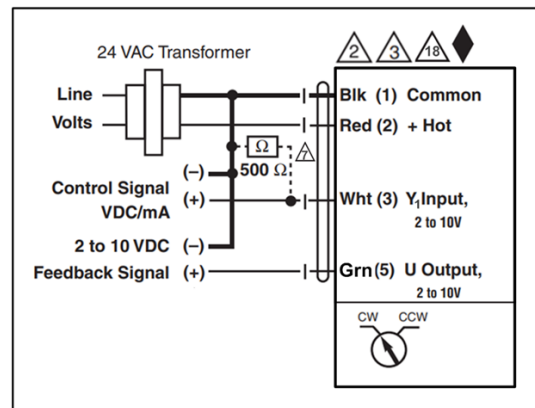 24 VAC Transformer
2 3 18
Line
Blk (1) Common
Volts
Red (2) + Hot
Ω
7
500 Ω
(–)
Control Signal
VDC/mA
(+)
Wht (3) Y1 Input,
2 to 10V
2 to 10 VDC (–)
Feedback Signal (+)
Grn (5) U Output,
2 to 10V
CW CCW